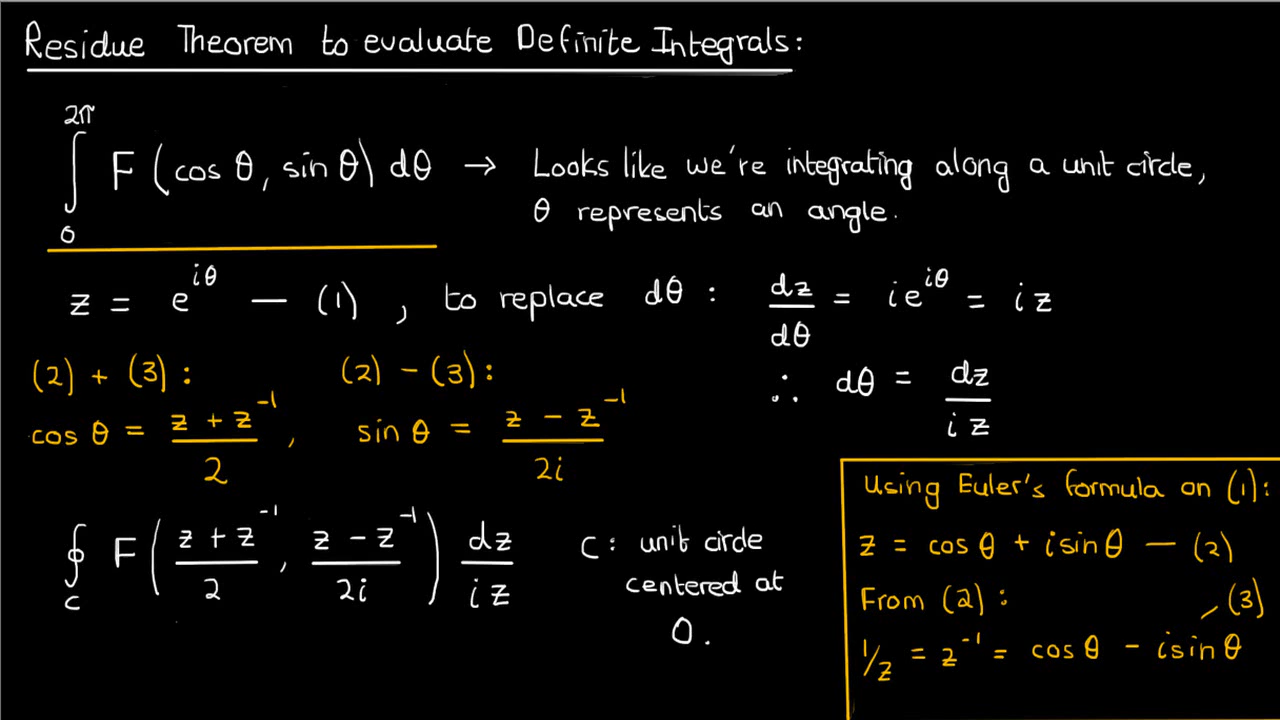 Residue Theorem to evaluate Definite Integrals:
∫₀^{2π} F(cos θ, sin θ) dθ → Looks like we're integrating along a unit circle,
θ represents an angle.
z = e^{iθ} — (1), to replace dθ: dz/dθ = ie^{iθ} = iz
∴ dθ = dz/iz
(2) + (3): (2) − (3):
cos θ = (z + z⁻¹)/2, sin θ = (z − z⁻¹)/2i
∮_C F((z + z⁻¹)/2, (z − z⁻¹)/2i) dz/iz
C: unit circle
centered at
0.
Using Euler's formula on (1):
z = cos θ + i sin θ — (2)
From (2):
1/z = z⁻¹ = cos θ − i sin θ — (3)